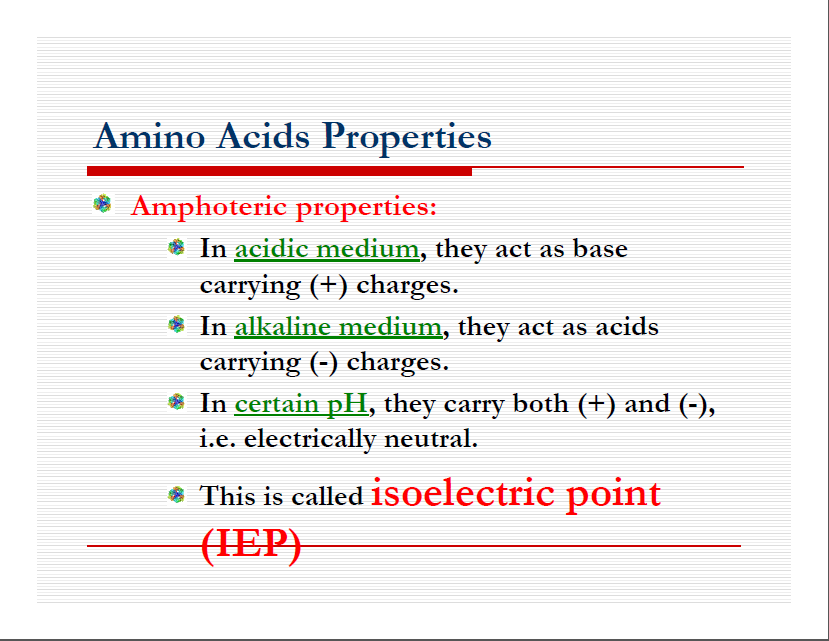 Amino Acids Properties
Amphoteric properties:
In acidic medium, they act as base
carrying (+) charges.
In alkaline medium, they act as acids
carrying (-) charges.
In certain pH, they carry both (+) and (-),
i.e. electrically neutral.
This is called isoelectric point
(IEP)